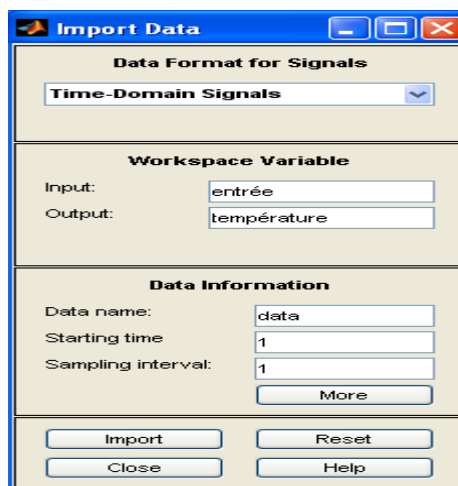 Import Data
Data Format for Signals
Time-Domain Signals
Workspace Variable
Input: entrée
Output: température
Data Information
Data name: data
Starting time 1
Sampling interval: 1
More
Import Reset
Close Help